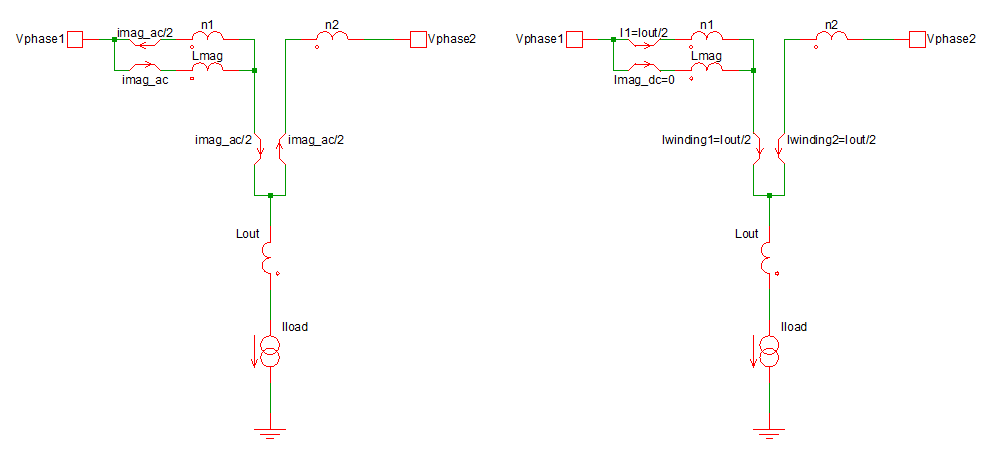 Vphase1
imag_ac/2
n1
n2
Vphase2
Lmag
imag_ac
imag_ac/2
imag_ac/2
Lout
Iload
Vphase1
I1=Iout/2
n1
n2
Vphase2
Lmag
Imag_dc=0
Iwinding1=Iout/2
Iwinding2=Iout/2
Lout
Iload